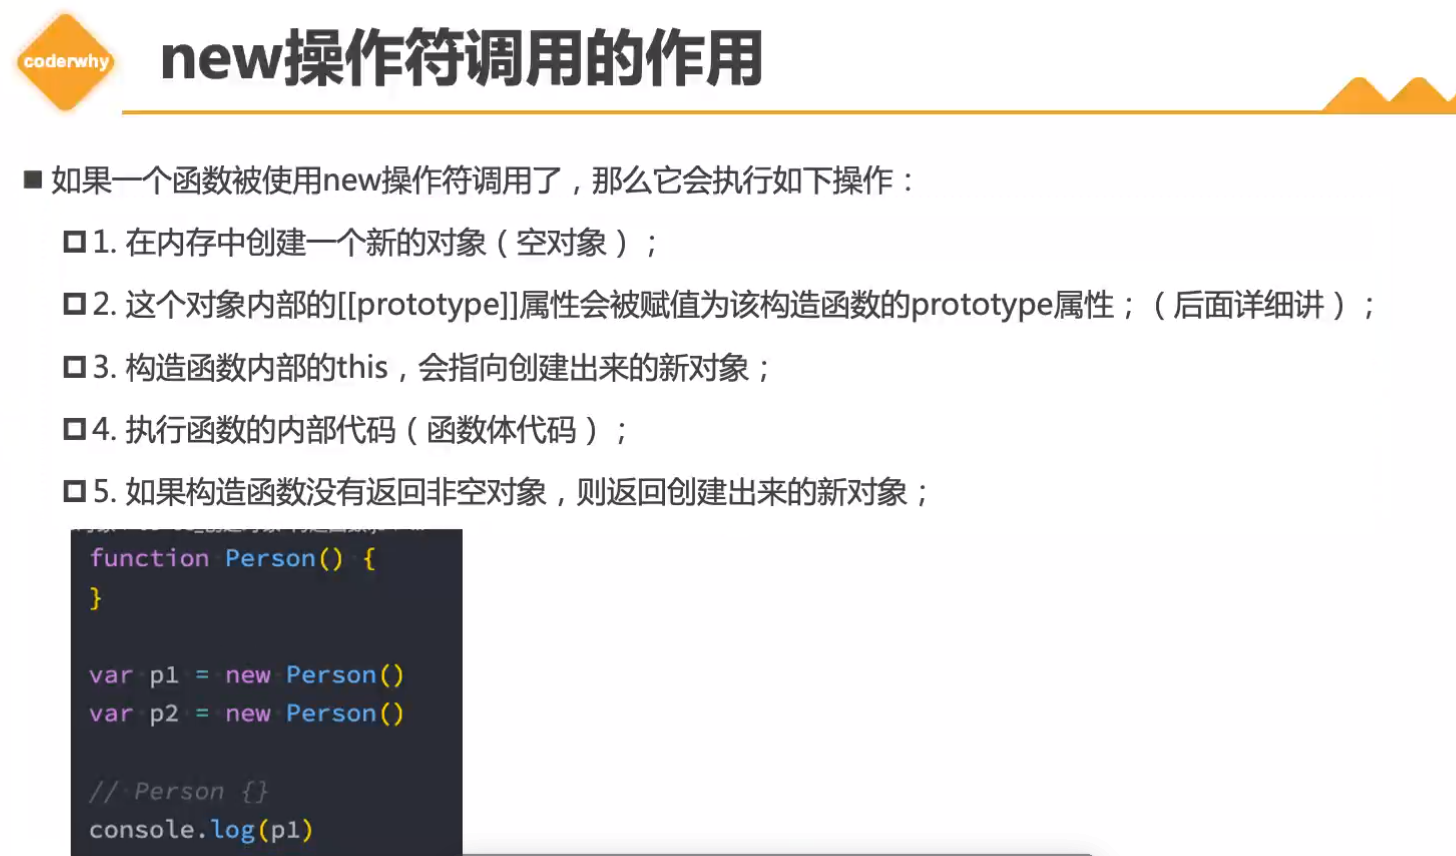 coderwhy
new操作符调用的作用
如果一个函数被使用new操作符调用了，那么它会执行如下操作：
1. 在内存中创建一个新的对象（空对象）；
2. 这个对象内部的[[prototype]]属性会被赋值为该构造函数的prototype属性；（后面详细讲）；
3. 构造函数内部的this，会指向创建出来的新对象；
4. 执行函数的内部代码（函数体代码）；
5. 如果构造函数没有返回非空对象，则返回创建出来的新对象；
function Person() {
}
var p1 = new Person()
var p2 = new Person()
// Person {}
console.log(p1)